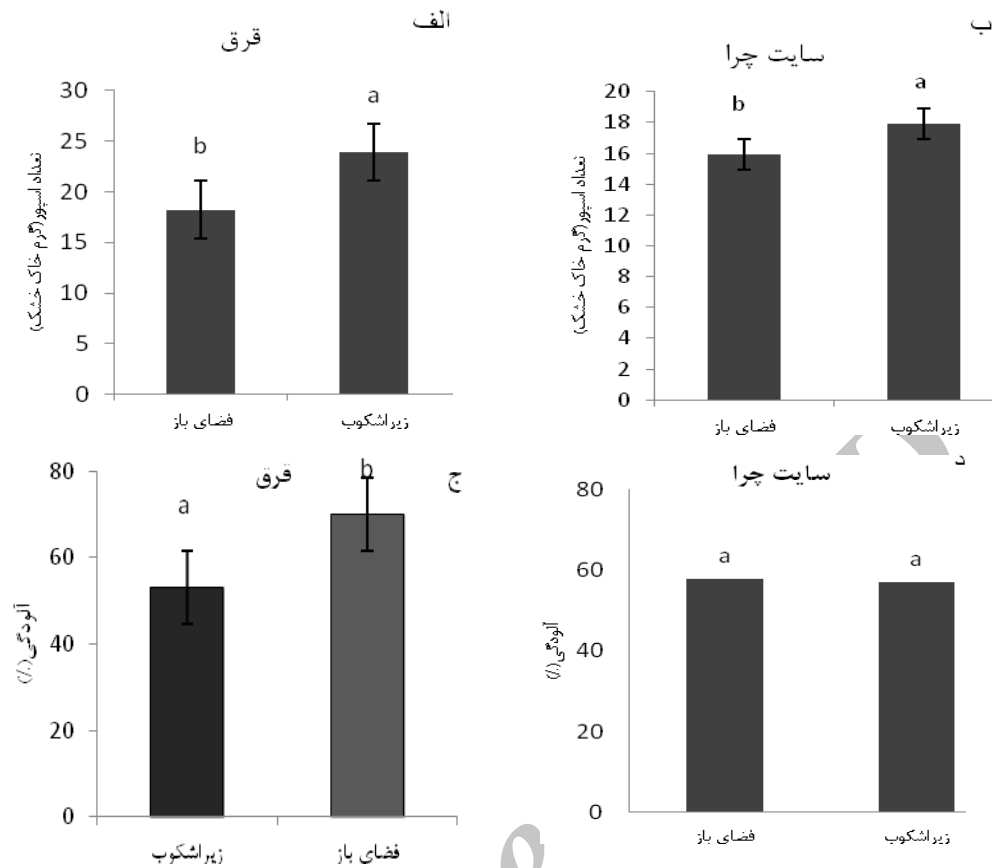 الف
قرق
تعداد اسپور(گرم خاک خشک)
30
25
20
15
10
5
0
b
a
فضای باز
زیراشکوب
ب
سایت چرا
تعداد اسپور(گرم خاک خشک)
20
18
16
14
12
10
8
6
4
2
0
b
a
فضای باز
زیراشکوب
ج
قرق
آلودگی(٪)
80
60
40
20
0
a
b
زیراشکوب
فضای باز
د
سایت چرا
آلودگی(٪)
80
60
40
20
0
a
a
فضای باز
زیراشکوب